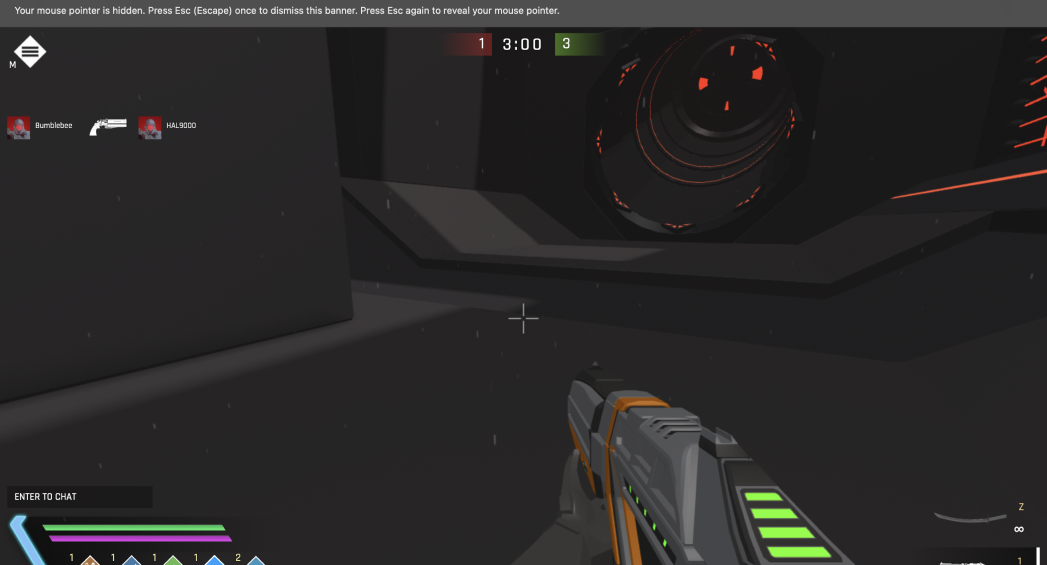 Your mouse pointer is hidden. Press Esc (Escape) once to dismiss this banner. Press Esc again to reveal your mouse pointer.
1 3:00 3
M
Bumblebee HAL9000
ENTER TO CHAT
Z
∞
1 1 1 1 2 1